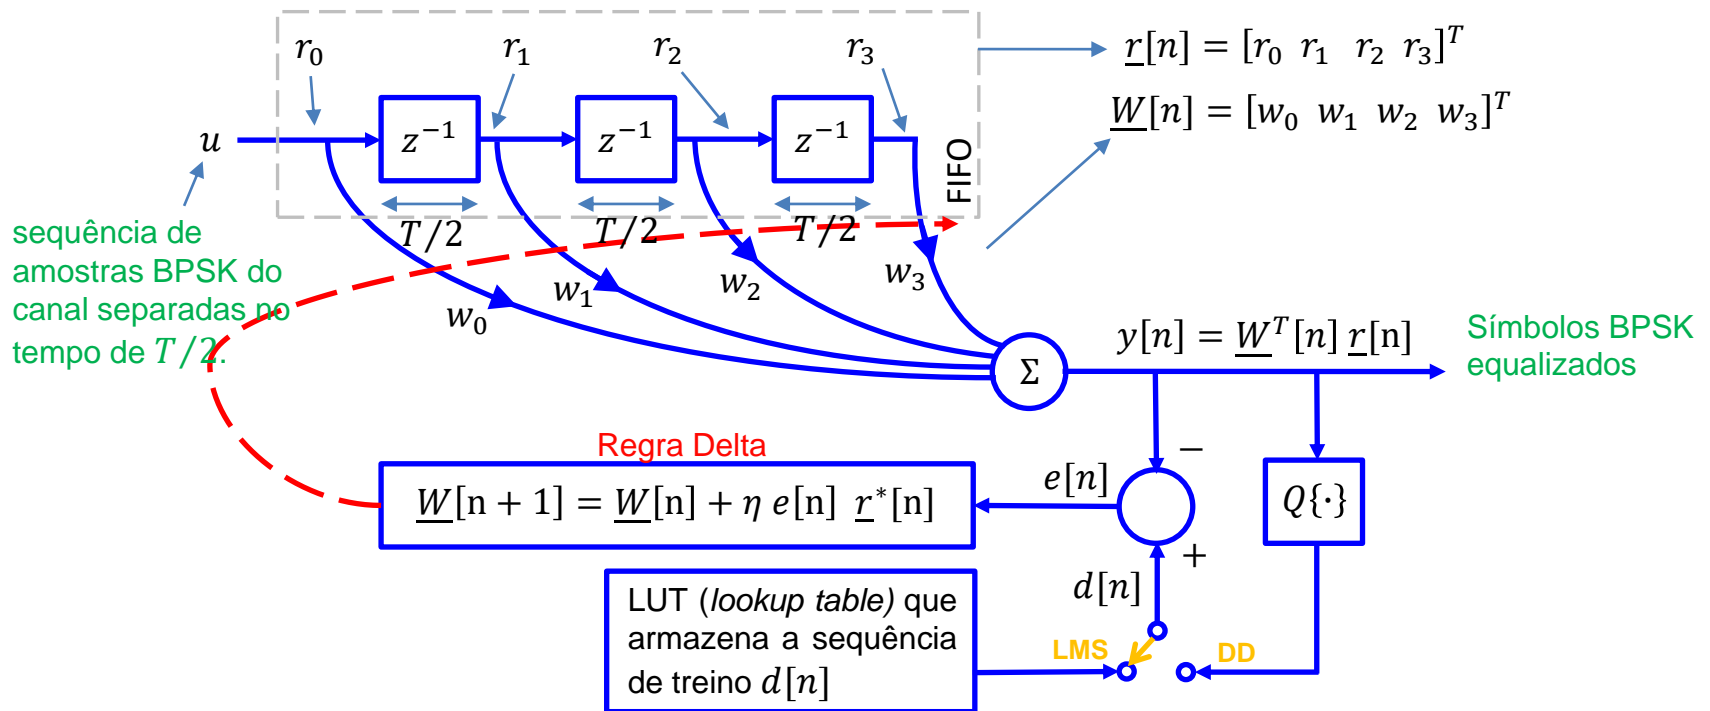 r₀ r₁ r₂ r₃
r[n] = [r₀ r₁ r₂ r₃]ᵀ
W[n] = [w₀ w₁ w₂ w₃]ᵀ
u
z⁻¹ z⁻¹ z⁻¹
FIFO
T/2 T/2 T/2
sequência de
amostras BPSK do
canal separadas no
tempo de T/2.
w₀ w₁ w₂ w₃
Σ
y[n] = Wᵀ[n] r[n]
Símbolos BPSK
equalizados
Regra Delta
W[n + 1] = W[n] + η e[n] r*[n]
e[n]
−
+
Q{·}
d[n]
LUT (lookup table) que
armazena a sequência
de treino d[n]
LMS
DD